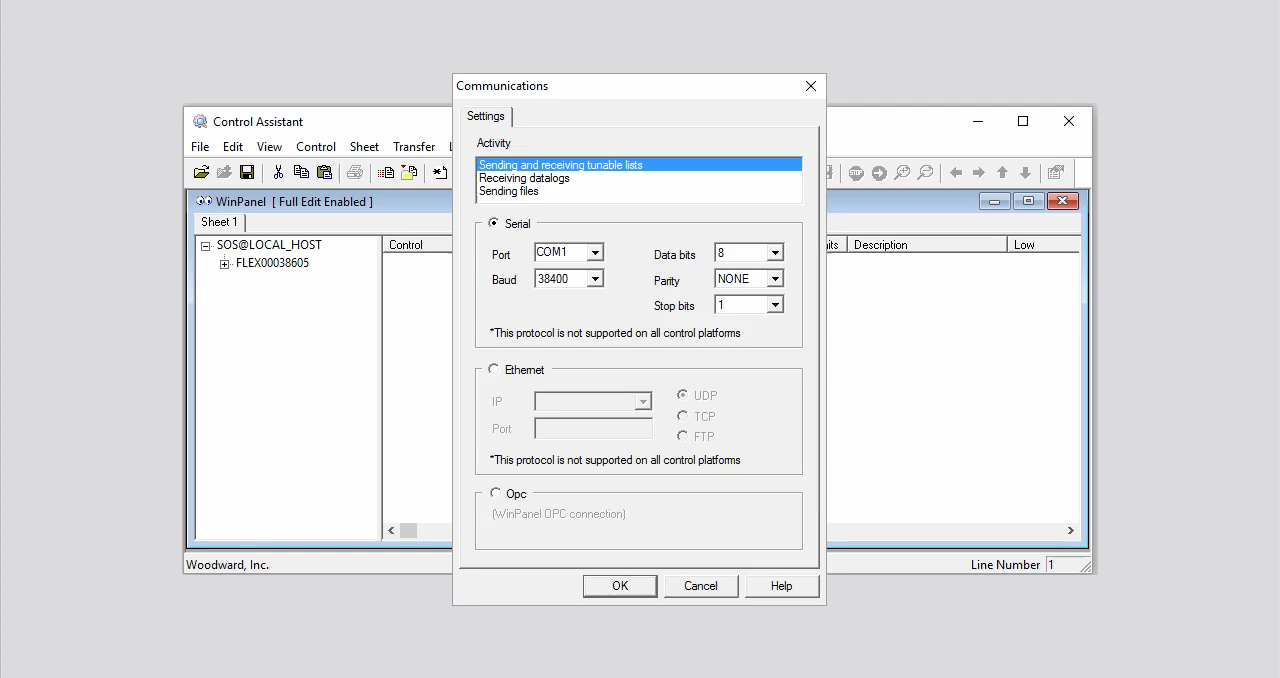 Communications
Settings
Activity
Sending and receiving tunable lists
Receiving datalogs
Sending files
Serial
Port COM1 Data bits 8
Baud 38400 Parity NONE
Stop bits 1
*This protocol is not supported on all control platforms
Ethernet
IP UDP
TCP
Port FTP
*This protocol is not supported on all control platforms
Opc
(WinPanel OPC connection)
OK Cancel Help
Control Assistant
File Edit View Control Sheet Transfer
WinPanel [ Full Edit Enabled ]
Sheet 1
SOS@LOCAL_HOST
FLEX00038605
Control Description Low
Woodward, Inc. Line Number 1